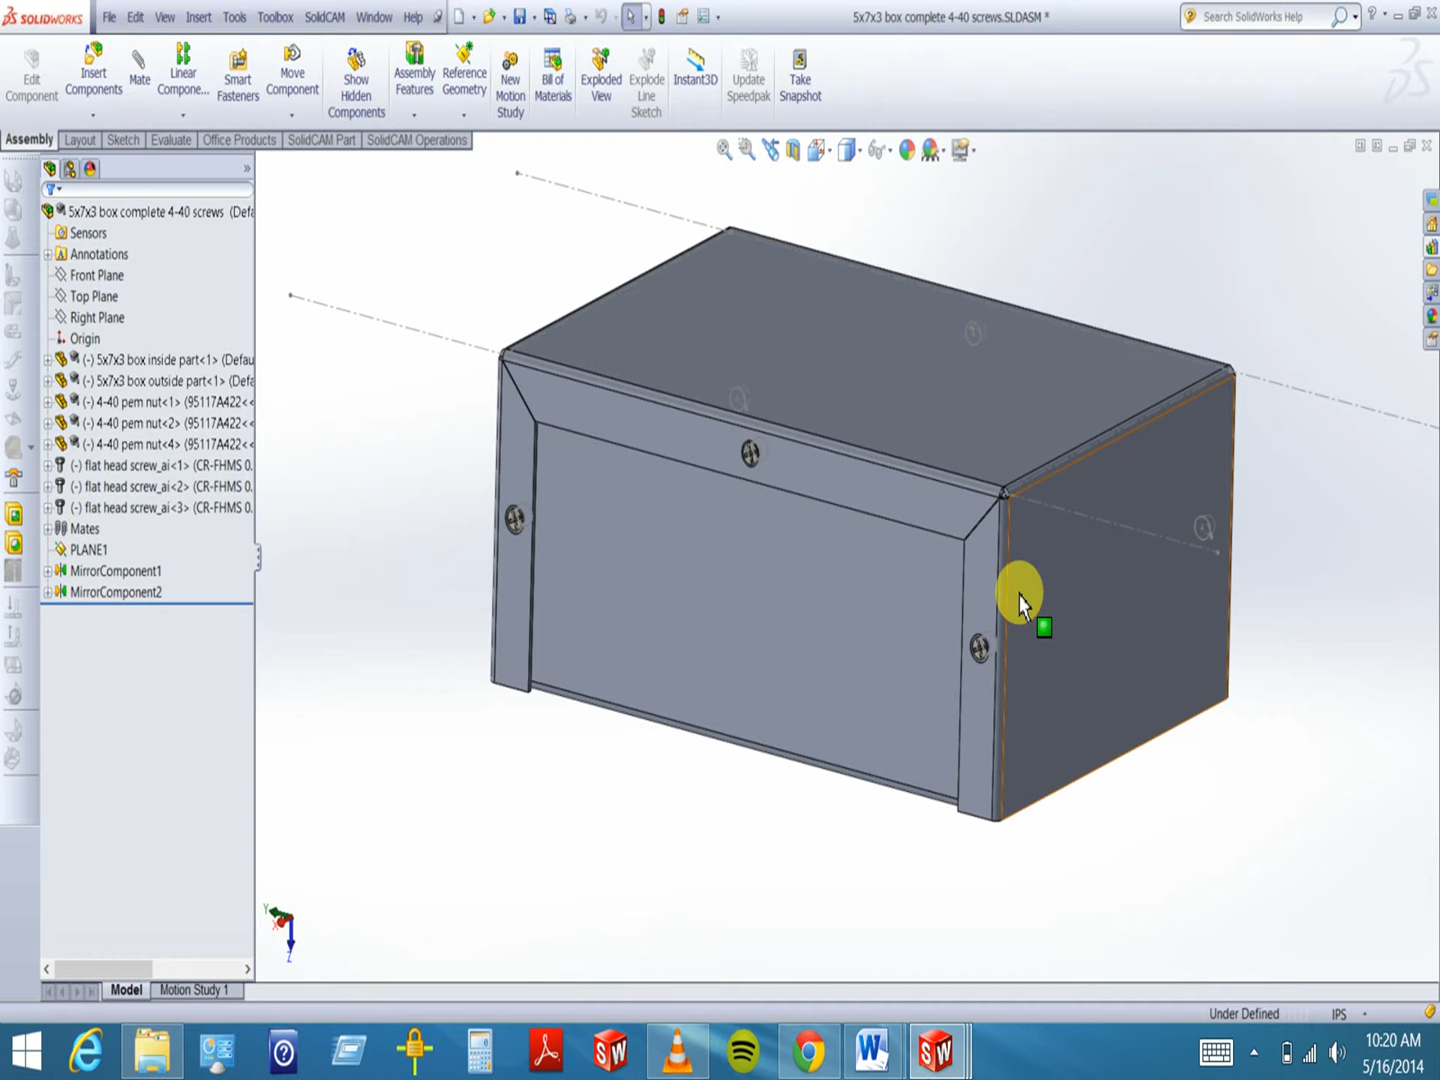 SOLIDWORKS File Edit View Insert Tools Toolbox SolidCAM Window Help 5x7x3 box complete 4-40 screws.SLDASM * Search SolidWorks Help
Edit Component
Insert Components
Mate
Linear Compone...
Smart Fasteners
Move Component
Show Hidden Components
Assembly Features
Reference Geometry
New Motion Study
Bill of Materials
Exploded View
Explode Line Sketch
Instant3D
Update Speedpak
Take Snapshot
Assembly Layout Sketch Evaluate Office Products SolidCAM Part SolidCAM Operations
5x7x3 box complete 4-40 screws (Defa
Sensors
Annotations
Front Plane
Top Plane
Right Plane
Origin
(-) 5x7x3 box inside part<1> (Defau
(-) 5x7x3 box outside part<1> (Defa
(-) 4-40 pem nut<1> (95117A422<<
(-) 4-40 pem nut<2> (95117A422<<
(-) 4-40 pem nut<4> (95117A422<<
(-) flat head screw_ai<1> (CR-FHMS 0.
(-) flat head screw_ai<2> (CR-FHMS 0.
(-) flat head screw_ai<3> (CR-FHMS 0.
Mates
PLANE1
MirrorComponent1
MirrorComponent2
Y
X
Z
Model Motion Study 1
Under Defined IPS
10:20 AM
5/16/2014